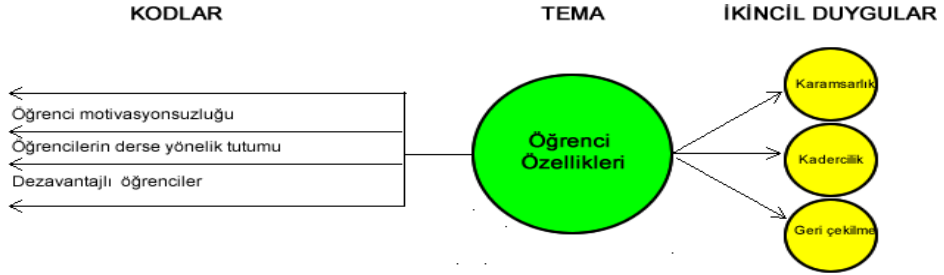 KODLAR
TEMA
İKİNCİL DUYGULAR
Öğrenci motivasyonsuzluğu
Öğrencilerin derse yönelik tutumu
Dezavantajlı öğrenciler
Öğrenci
Özellikleri
Karamsarlık
Kadercilik
Geri çekilme